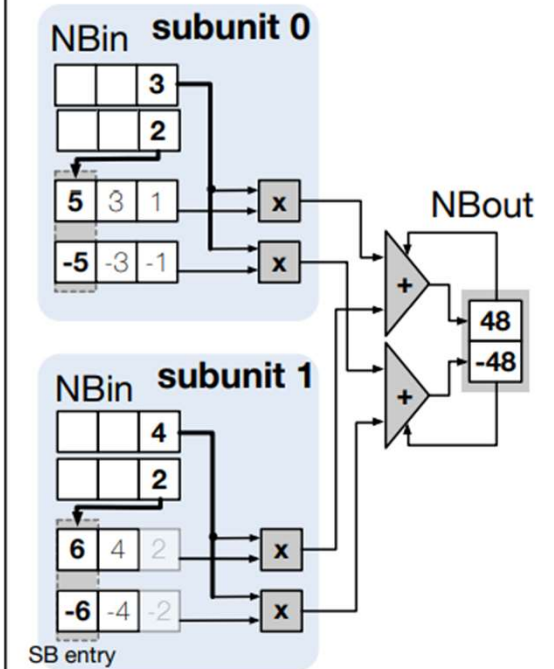 subunit 0
NBin
3
2
5 3 1
x
-5 -3 -1
x
NBout
+
48
-48
+
subunit 1
NBin
4
2
6 4 2
x
-6 -4 -2
x
SB entry